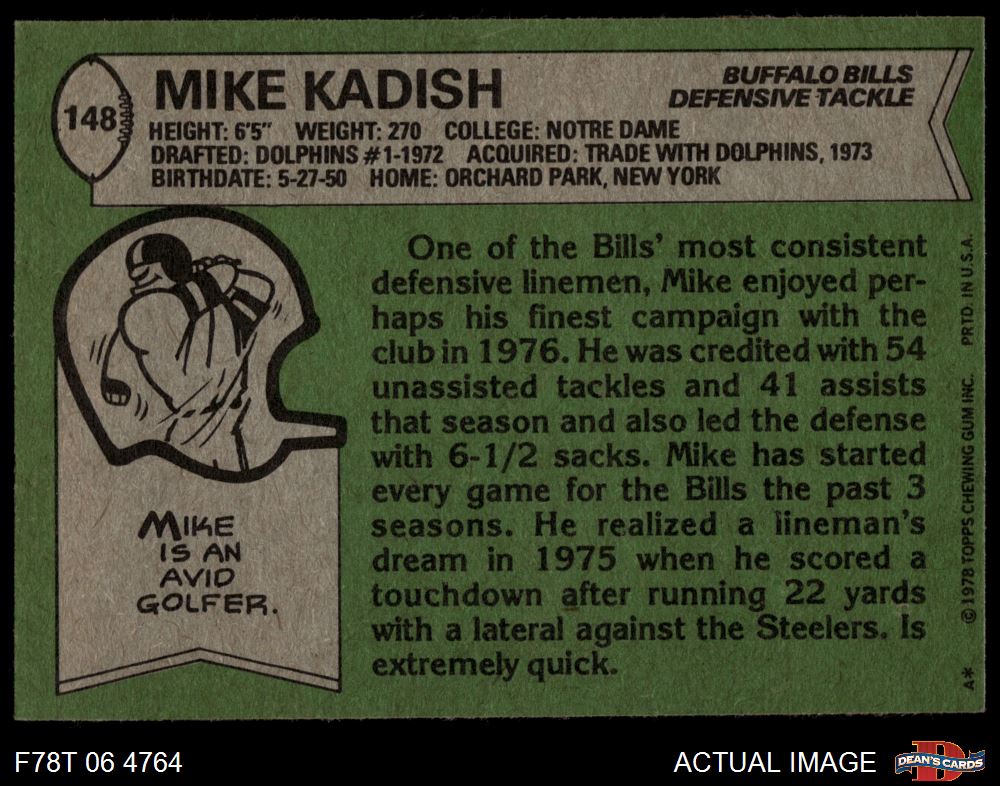 148
MIKE KADISH
BUFFALO BILLS
DEFENSIVE TACKLE
HEIGHT: 6'5" WEIGHT: 270 COLLEGE: NOTRE DAME
DRAFTED: DOLPHINS #1-1972 ACQUIRED: TRADE WITH DOLPHINS, 1973
BIRTHDATE: 5-27-50 HOME: ORCHARD PARK, NEW YORK
MIKE
IS AN
AVID
GOLFER.
One of the Bills' most consistent
defensive linemen, Mike enjoyed per-
haps his finest campaign with the
club in 1976. He was credited with 54
unassisted tackles and 41 assists
that season and also led the defense
with 6-1/2 sacks. Mike has started
every game for the Bills the past 3
seasons. He realized a lineman's
dream in 1975 when he scored a
touchdown after running 22 yards
with a lateral against the Steelers. Is
extremely quick.
A* © 1978 TOPPS CHEWING GUM INC. PRTD. IN U.S.A.
F78T 06 4764
ACTUAL IMAGE
D
DEAN'S CARDS